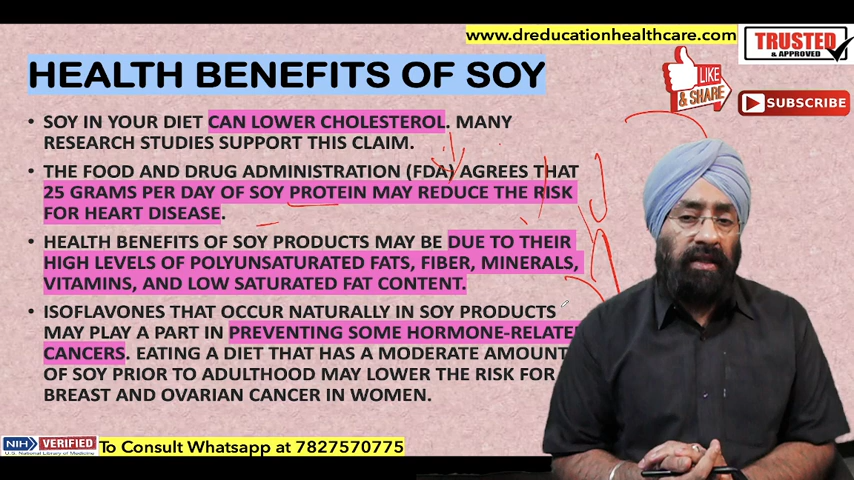 www.dreducationhealthcare.com
TRUSTED
& APPROVED
HEALTH BENEFITS OF SOY
LIKE
& SHARE
SUBSCRIBE
• SOY IN YOUR DIET CAN LOWER CHOLESTEROL. MANY
RESEARCH STUDIES SUPPORT THIS CLAIM.
• THE FOOD AND DRUG ADMINISTRATION (FDA) AGREES THAT
25 GRAMS PER DAY OF SOY PROTEIN MAY REDUCE THE RISK
FOR HEART DISEASE.
• HEALTH BENEFITS OF SOY PRODUCTS MAY BE DUE TO THEIR
HIGH LEVELS OF POLYUNSATURATED FATS, FIBER, MINERALS,
VITAMINS, AND LOW SATURATED FAT CONTENT.
• ISOFLAVONES THAT OCCUR NATURALLY IN SOY PRODUCTS
MAY PLAY A PART IN PREVENTING SOME HORMONE-RELATE
CANCERS. EATING A DIET THAT HAS A MODERATE AMOUNT
OF SOY PRIOR TO ADULTHOOD MAY LOWER THE RISK FOR
BREAST AND OVARIAN CANCER IN WOMEN.
NIH VERIFIED
U.S. National Library of Medicine
To Consult Whatsapp at 7827570775